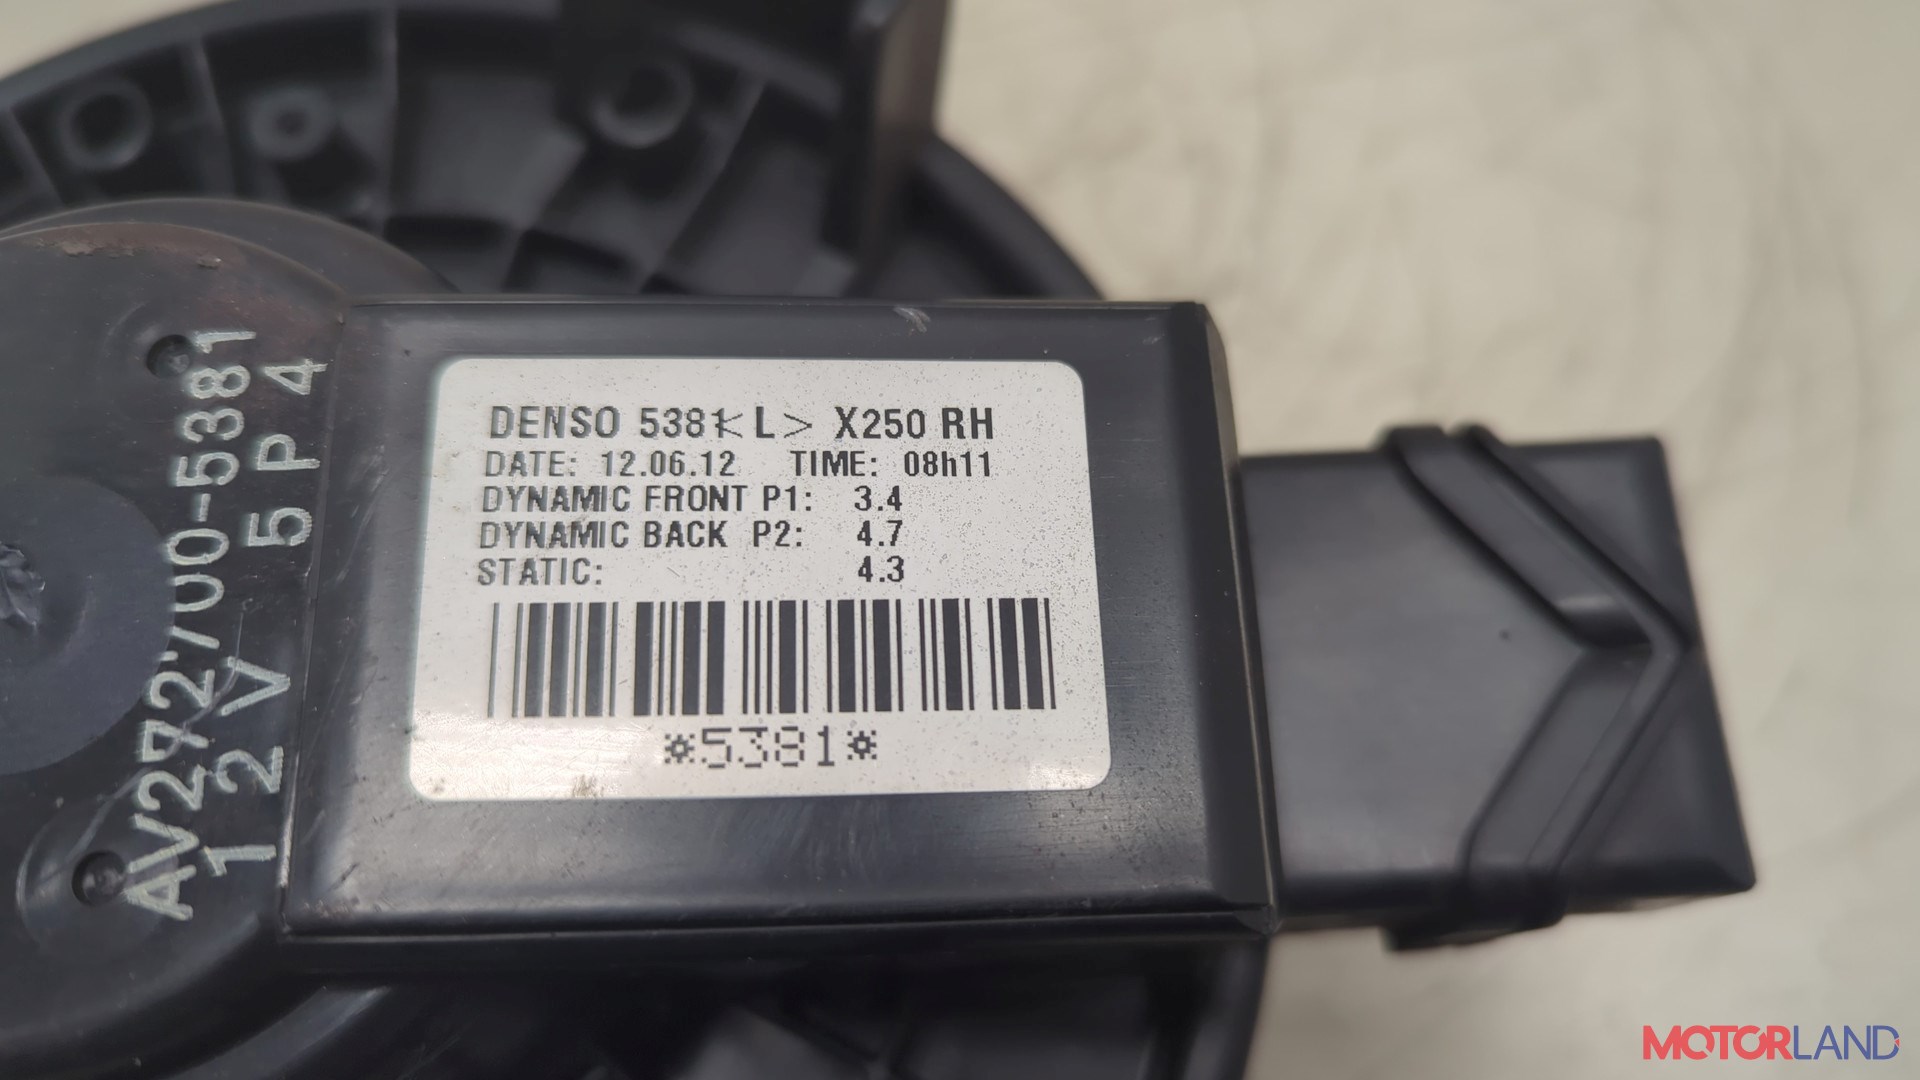 DENSO 5381<L> X250 RH
DATE: 12.06.12 TIME: 08h11
DYNAMIC FRONT P1: 3.4
DYNAMIC BACK P2: 4.7
STATIC: 4.3
*5381*
AV272700-5381
12V 5P4
MOTORLAND